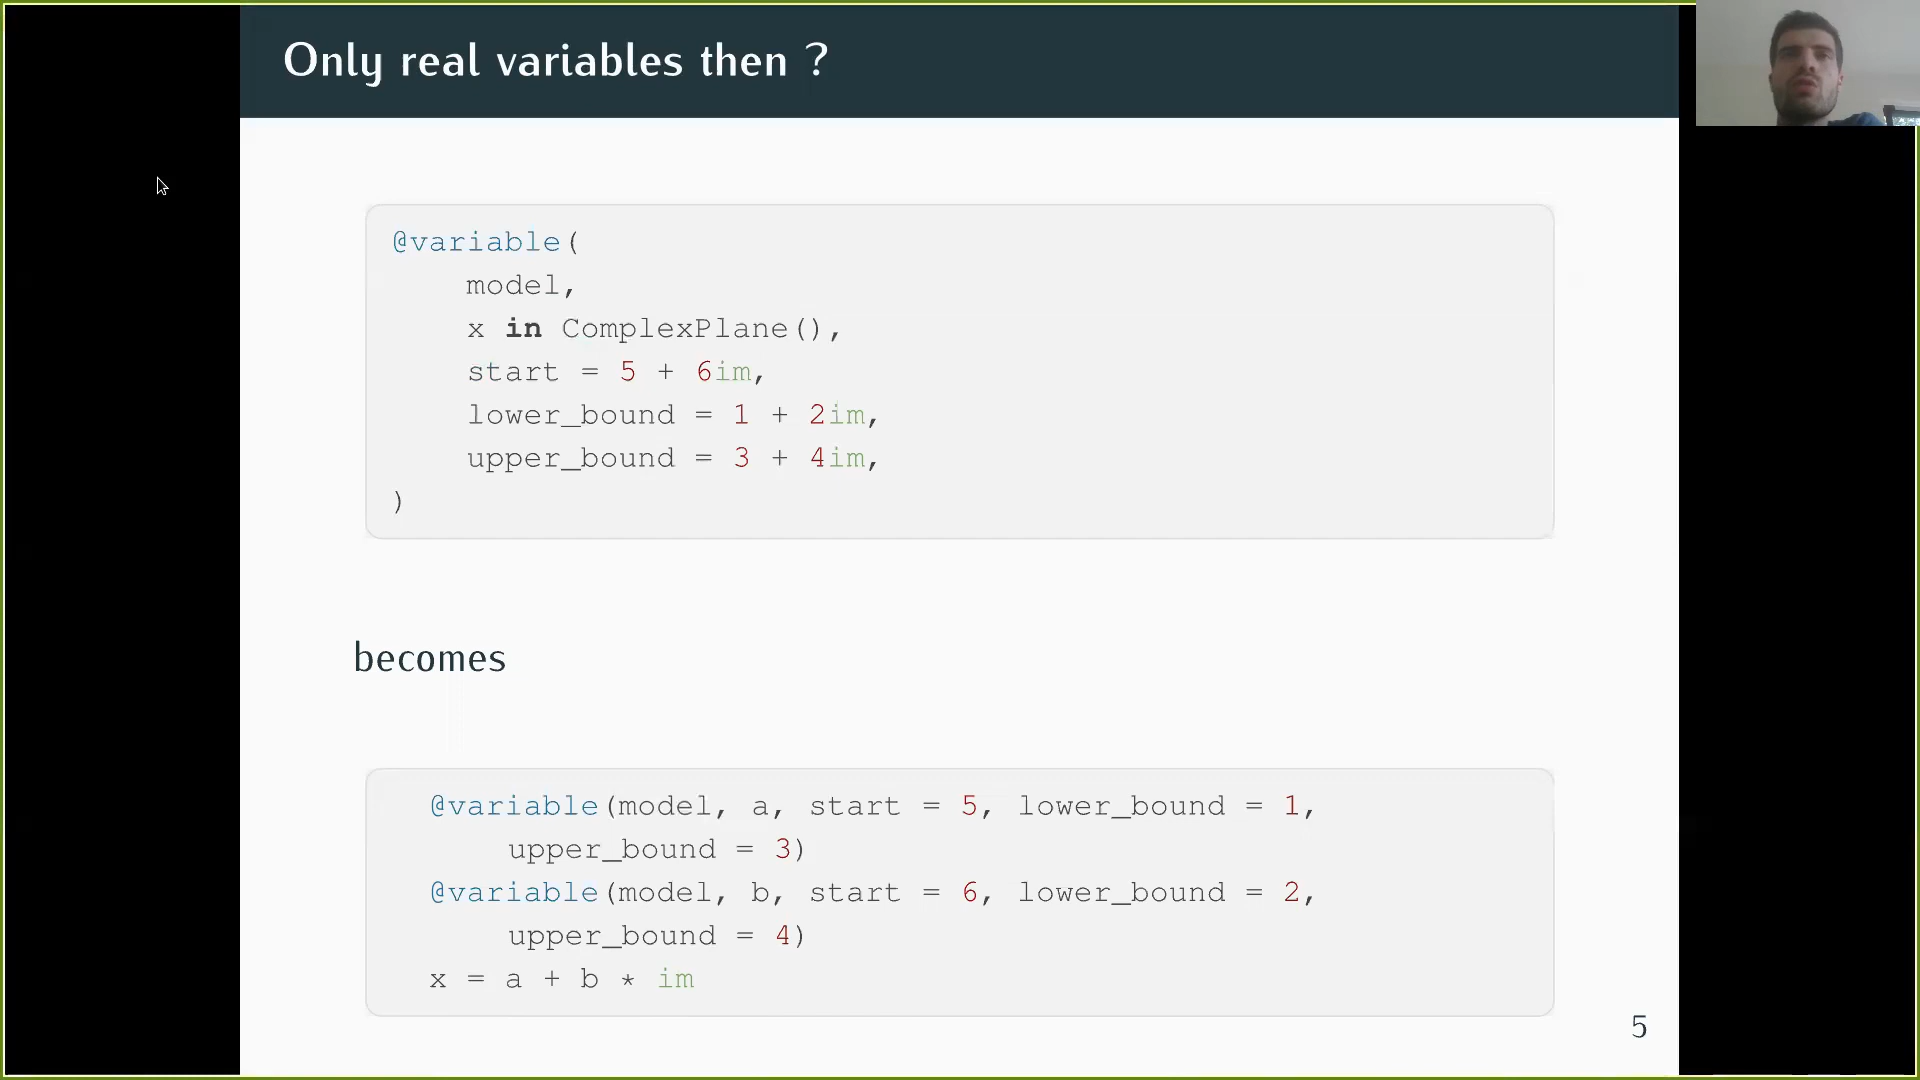 Only real variables then ?
@variable(
model,
x in ComplexPlane(),
start = 5 + 6im,
lower_bound = 1 + 2im,
upper_bound = 3 + 4im,
)
becomes
@variable(model, a, start = 5, lower_bound = 1,
upper_bound = 3)
@variable(model, b, start = 6, lower_bound = 2,
upper_bound = 4)
x = a + b * im
5